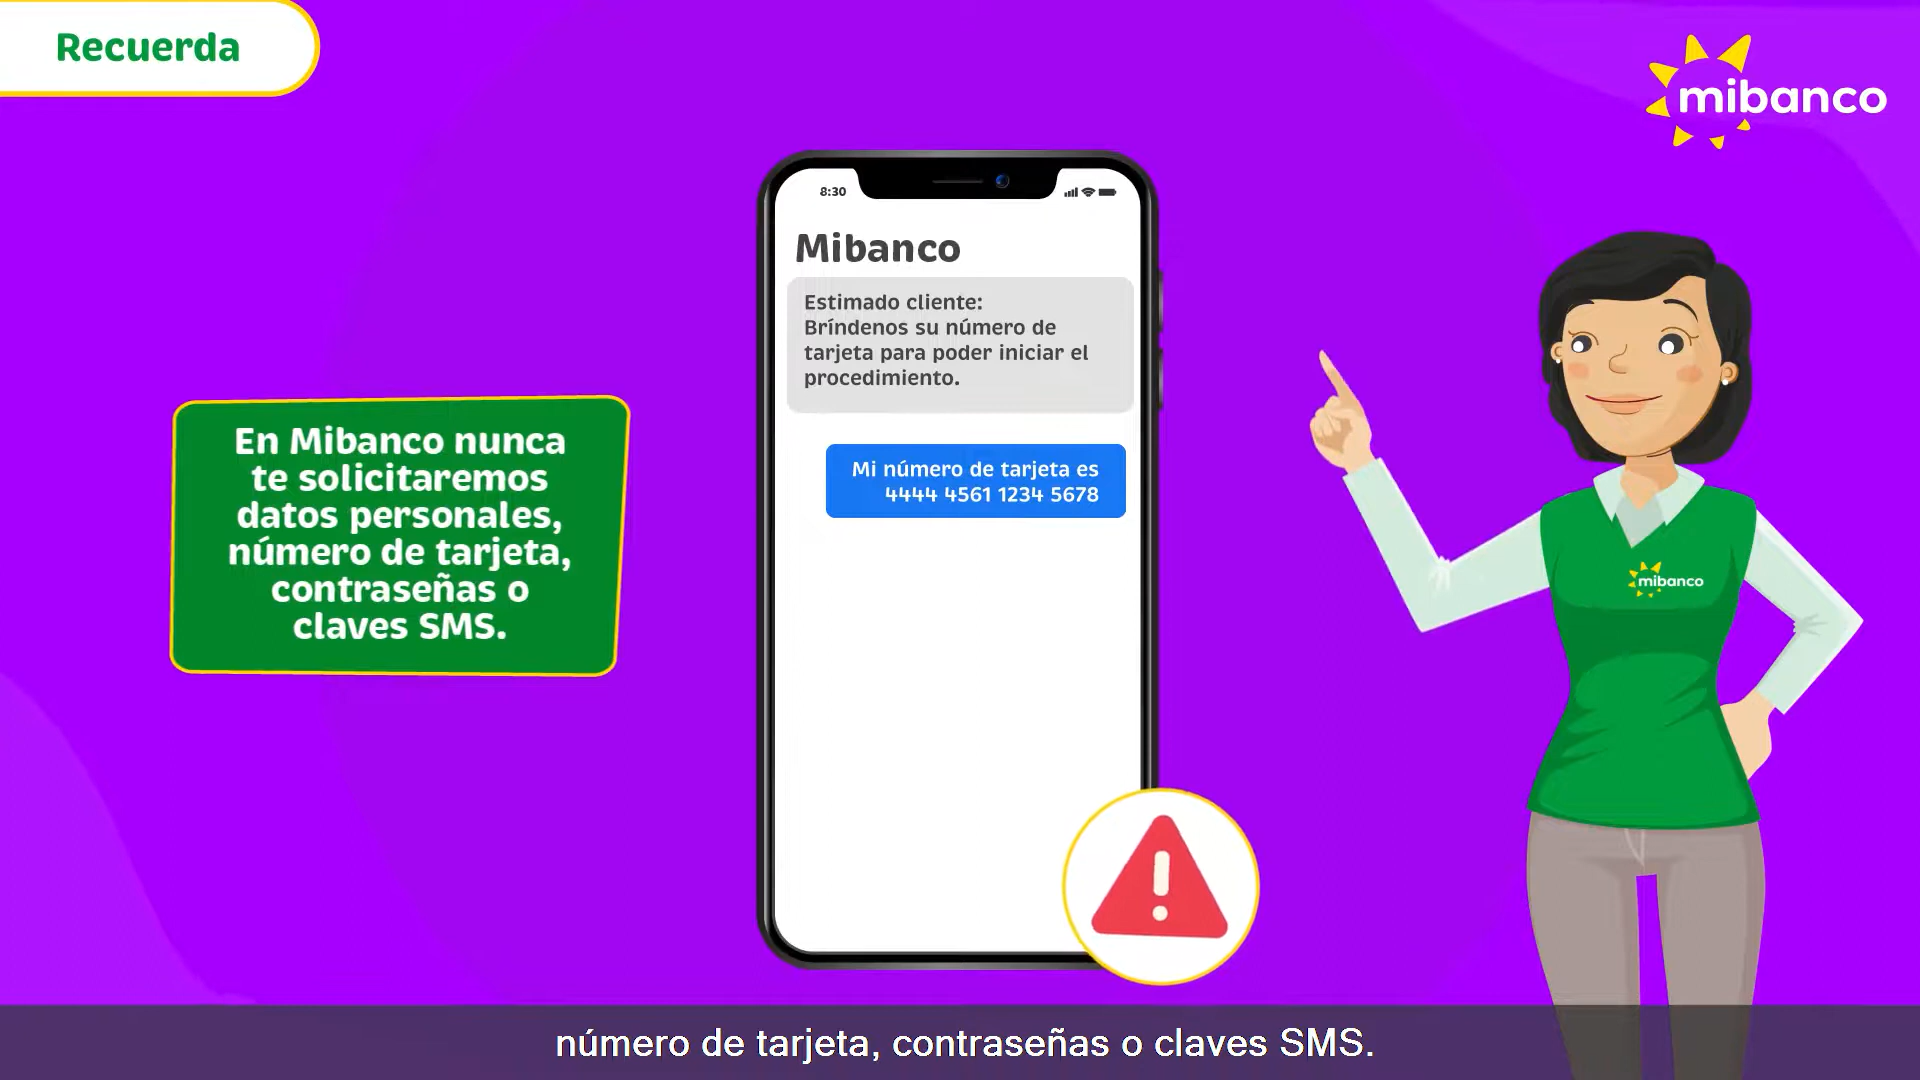 Recuerda
mibanco
8:30
Mibanco
Estimado cliente:
Bríndenos su número de
tarjeta para poder iniciar el
procedimiento.
Mi número de tarjeta es
4444 4561 1234 5678
En Mibanco nunca
te solicitaremos
datos personales,
número de tarjeta,
contraseñas o
claves SMS.
mibanco
número de tarjeta, contraseñas o claves SMS.